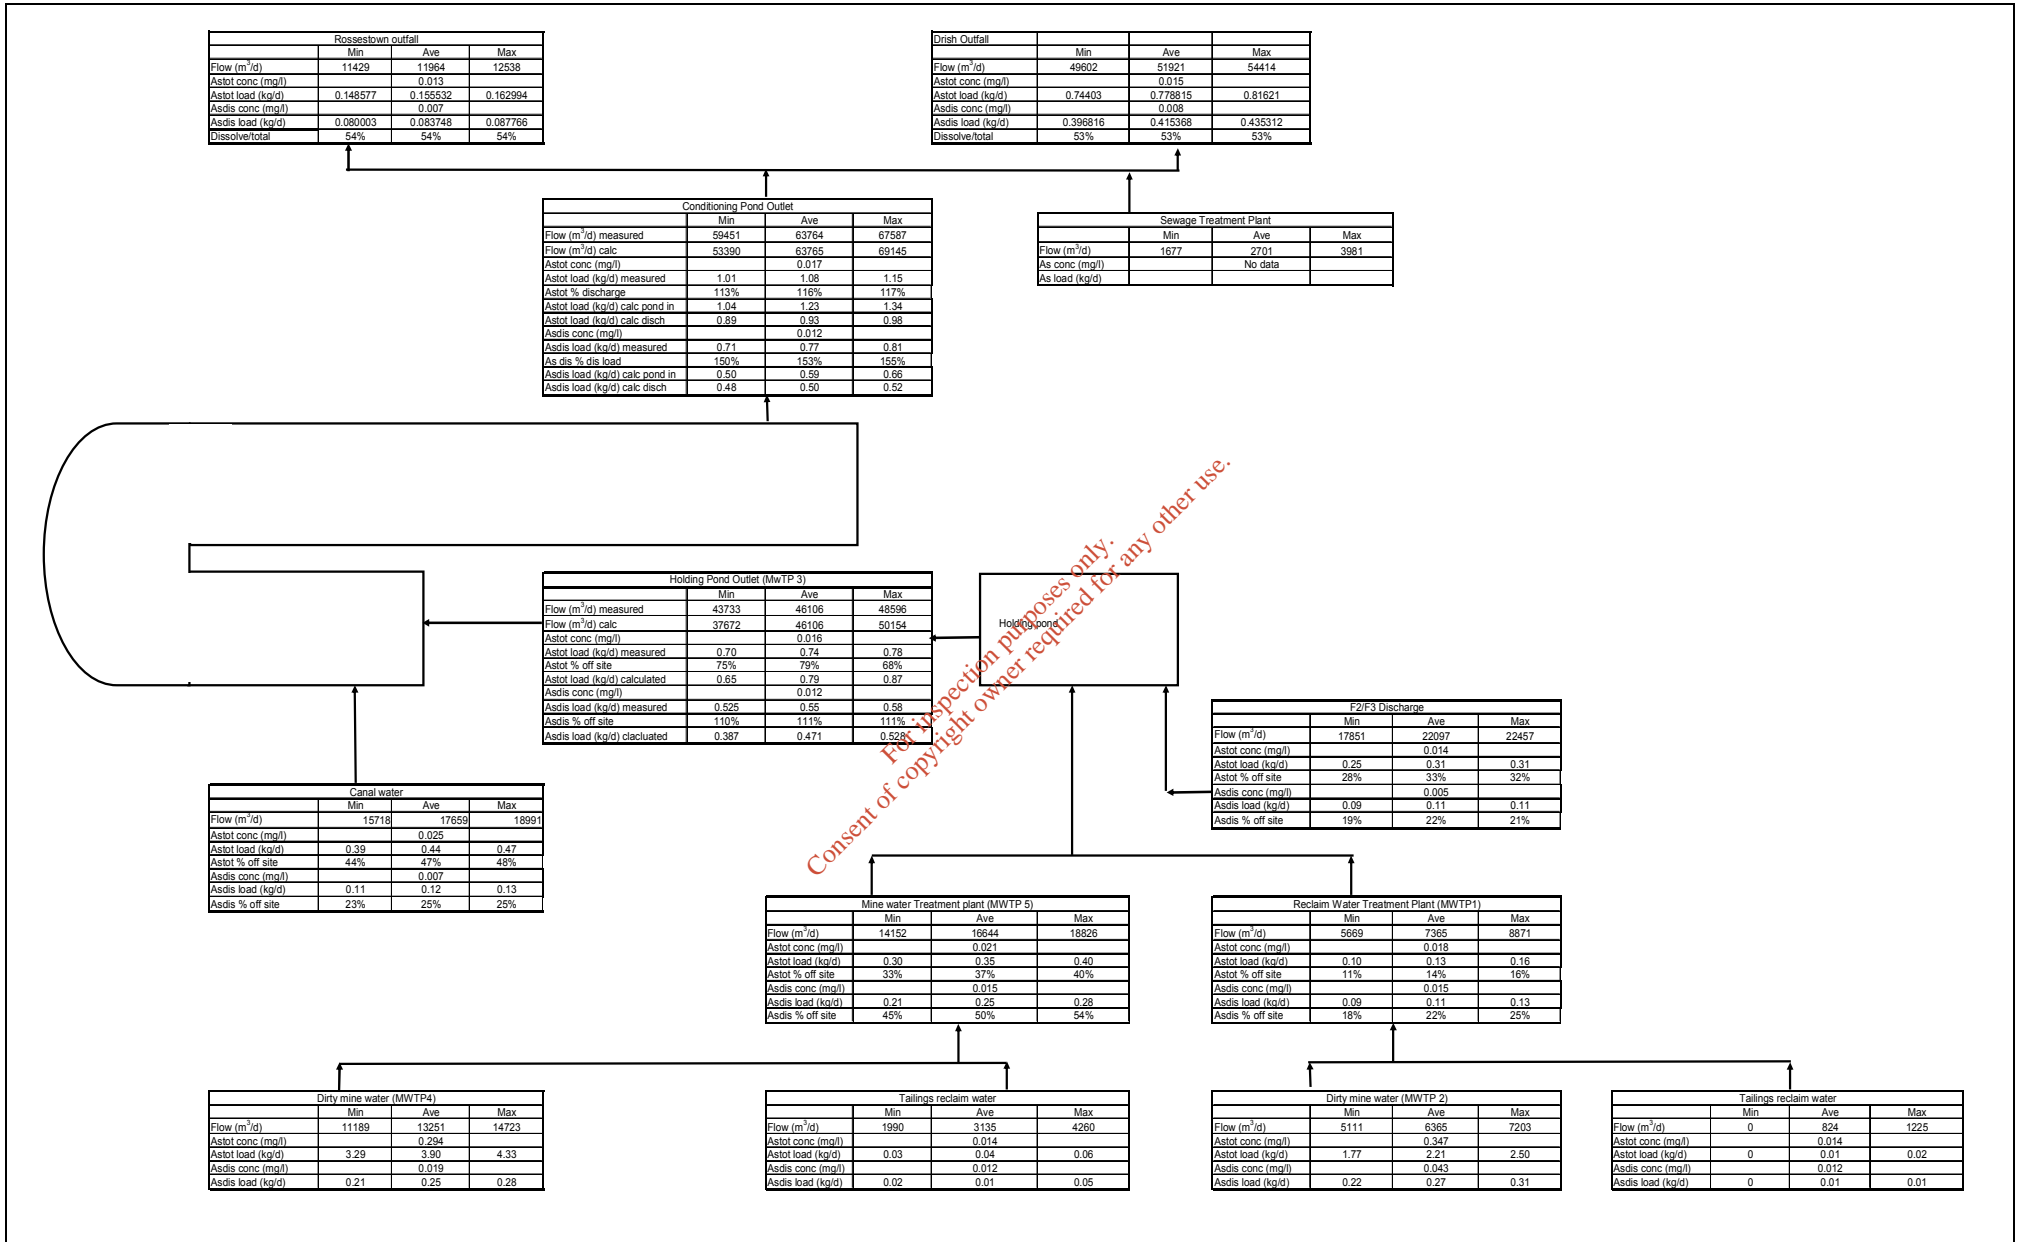 Rossestown outfall
Min Ave Max
Flow (m3/d) 11429 11964 12538
Astot conc (mg/l) 0.013
Astot load (kg/d) 0.148577 0.155532 0.162994
Asdis conc (mg/l) 0.007
Asdis load (kg/d) 0.080003 0.083748 0.087766
Dissolve/total 54% 54% 54%
Drish Outfall
Min Ave Max
Flow (m3/d) 49602 51921 54414
Astot conc (mg/l) 0.015
Astot load (kg/d) 0.74403 0.778815 0.81621
Asdis conc (mg/l) 0.008
Asdis load (kg/d) 0.396816 0.415368 0.435312
Dissolve/total 53% 53% 53%
Conditioning Pond Outlet
Min Ave Max
Flow (m3/d) measured 59451 63764 67587
Flow (m3/d) calc 53390 63765 69145
Astot conc (mg/l) 0.017
Astot load (kg/d) measured 1.01 1.08 1.15
Astot % discharge 113% 116% 117%
Astot load (kg/d) calc pond in 1.04 1.23 1.34
Astot load (kg/d) calc disch 0.89 0.93 0.98
Asdis conc (mg/l) 0.012
Asdis load (kg/d) measured 0.71 0.77 0.81
As dis % dis load 150% 153% 155%
Asdis load (kg/d) calc pond in 0.50 0.59 0.66
Asdis load (kg/d) calc disch 0.48 0.50 0.52
Sewage Treatment Plant
Min Ave Max
Flow (m3/d) 1677 2701 3981
As conc (mg/l) No data
As load (kg/d)
Holding Pond Outlet (MwTP 3)
Min Ave Max
Flow (m3/d) measured 43733 46106 48596
Flow (m3/d) calc 37672 46106 50154
Astot conc (mg/l) 0.016
Astot load (kg/d) measured 0.70 0.74 0.78
Astot % off site 75% 79% 68%
Astot load (kg/d) calculated 0.65 0.79 0.87
Asdis conc (mg/l) 0.012
Asdis load (kg/d) measured 0.525 0.55 0.58
Asdis % off site 110% 111% 111%
Asdis load (kg/d) clacluated 0.387 0.471 0.528
Holding pond
For inspection purposes only.
Consent of copyright owner required for any other use.
F2/F3 Discharge
Min Ave Max
Flow (m3/d) 17851 22097 22457
Astot conc (mg/l) 0.014
Astot load (kg/d) 0.25 0.31 0.31
Astot % off site 28% 33% 32%
Asdis conc (mg/l) 0.005
Asdis load (kg/d) 0.09 0.11 0.11
Asdis % off site 19% 22% 21%
Canal water
Min Ave Max
Flow (m3/d) 15718 17659 18991
Astot conc (mg/l) 0.025
Astot load (kg/d) 0.39 0.44 0.47
Astot % off site 44% 47% 48%
Asdis conc (mg/l) 0.007
Asdis load (kg/d) 0.11 0.12 0.13
Asdis % off site 23% 25% 25%
Mine water Treatment plant (MWTP 5)
Min Ave Max
Flow (m3/d) 14152 16644 18826
Astot conc (mg/l) 0.021
Astot load (kg/d) 0.30 0.35 0.40
Astot % off site 33% 37% 40%
Asdis conc (mg/l) 0.015
Asdis load (kg/d) 0.21 0.25 0.28
Asdis % off site 45% 50% 54%
Reclaim Water Treatment Plant (MWTP1)
Min Ave Max
Flow (m3/d) 5669 7365 8871
Astot conc (mg/l) 0.018
Astot load (kg/d) 0.10 0.13 0.16
Astot % off site 11% 14% 16%
Asdis conc (mg/l) 0.015
Asdis load (kg/d) 0.09 0.11 0.13
Asdis % off site 18% 22% 25%
Dirty mine water (MWTP4)
Min Ave Max
Flow (m3/d) 11189 13251 14723
Astot conc (mg/l) 0.294
Astot load (kg/d) 3.29 3.90 4.33
Asdis conc (mg/l) 0.019
Asdis load (kg/d) 0.21 0.25 0.28
Tailings reclaim water
Min Ave Max
Flow (m3/d) 1990 3135 4260
Astot conc (mg/l) 0.014
Astot load (kg/d) 0.03 0.04 0.06
Asdis conc (mg/l) 0.012
Asdis load (kg/d) 0.02 0.01 0.05
Dirty mine water (MWTP 2)
Min Ave Max
Flow (m3/d) 5111 6365 7203
Astot conc (mg/l) 0.347
Astot load (kg/d) 1.77 2.21 2.50
Asdis conc (mg/l) 0.043
Asdis load (kg/d) 0.22 0.27 0.31
Tailings reclaim water
Min Ave Max
Flow (m3/d) 0 824 1225
Astot conc (mg/l) 0.014
Astot load (kg/d) 0 0.01 0.02
Asdis conc (mg/l) 0.012
Asdis load (kg/d) 0 0.01 0.01